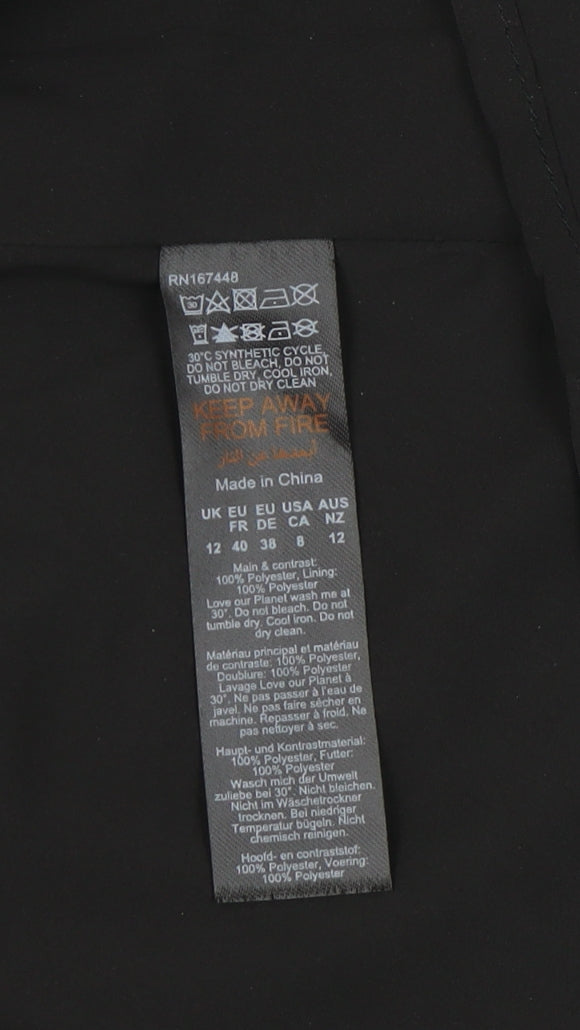 RN167448
30
30°C SYNTHETIC CYCLE,
DO NOT BLEACH, DO NOT
TUMBLE DRY, COOL IRON,
DO NOT DRY CLEAN
KEEP AWAY
FROM FIRE
أبعدها عن النار
Made in China
UK EU EU USA AUS
FR DE CA NZ
12 40 38 8 12
Main & contrast:
100% Polyester, Lining:
100% Polyester
Love our Planet wash me at
30°. Do not bleach. Do not
tumble dry. Cool iron. Do not
dry clean.
Matériau principal et matériau
de contraste: 100% Polyester,
Doublure: 100% Polyester
Lavage Love our Planet à
30°. Ne pas passer à l'eau de
javel. Ne pas faire sécher en
machine. Repasser à froid. Ne
pas nettoyer à sec.
Haupt- und Kontrastmaterial:
100% Polyester, Futter:
100% Polyester
Wasch mich der Umwelt
zuliebe bei 30°. Nicht bleichen.
Nicht im Wäschetrockner
trocknen. Bei niedriger
Temperatur bügeln. Nicht
chemisch reinigen.
Hoofd- en contraststof:
100% Polyester, Voering:
100% Polyester